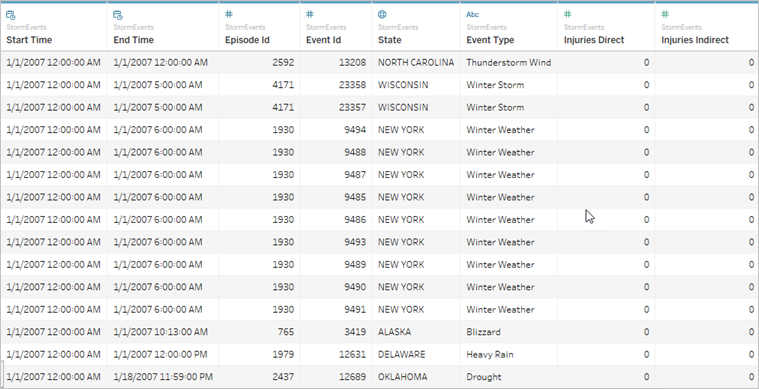 Abc
StormEvents StormEvents StormEvents StormEvents StormEvents StormEvents StormEvents StormEvents
Start Time End Time Episode Id Event Id State Event Type Injuries Direct Injuries Indirect
1/1/2007 12:00:00 AM 1/1/2007 12:00:00 AM 2592 13208 NORTH CAROLINA Thunderstorm Wind 0 0
1/1/2007 12:00:00 AM 1/1/2007 5:00:00 AM 4171 23358 WISCONSIN Winter Storm 0 0
1/1/2007 12:00:00 AM 1/1/2007 5:00:00 AM 4171 23357 WISCONSIN Winter Storm 0 0
1/1/2007 12:00:00 AM 1/1/2007 6:00:00 AM 1930 9494 NEW YORK Winter Weather 0 0
1/1/2007 12:00:00 AM 1/1/2007 6:00:00 AM 1930 9488 NEW YORK Winter Weather 0 0
1/1/2007 12:00:00 AM 1/1/2007 6:00:00 AM 1930 9487 NEW YORK Winter Weather 0 0
1/1/2007 12:00:00 AM 1/1/2007 6:00:00 AM 1930 9485 NEW YORK Winter Weather 0 0
1/1/2007 12:00:00 AM 1/1/2007 6:00:00 AM 1930 9486 NEW YORK Winter Weather 0 0
1/1/2007 12:00:00 AM 1/1/2007 6:00:00 AM 1930 9493 NEW YORK Winter Weather 0 0
1/1/2007 12:00:00 AM 1/1/2007 6:00:00 AM 1930 9489 NEW YORK Winter Weather 0 0
1/1/2007 12:00:00 AM 1/1/2007 6:00:00 AM 1930 9490 NEW YORK Winter Weather 0 0
1/1/2007 12:00:00 AM 1/1/2007 6:00:00 AM 1930 9491 NEW YORK Winter Weather 0 0
1/1/2007 12:00:00 AM 1/1/2007 10:13:00 AM 765 3419 ALASKA Blizzard 0 0
1/1/2007 12:00:00 AM 1/1/2007 12:00:00 PM 1979 12631 DELAWARE Heavy Rain 0 0
1/1/2007 12:00:00 AM 1/18/2007 11:59:00 PM 2437 12689 OKLAHOMA Drought 0 0